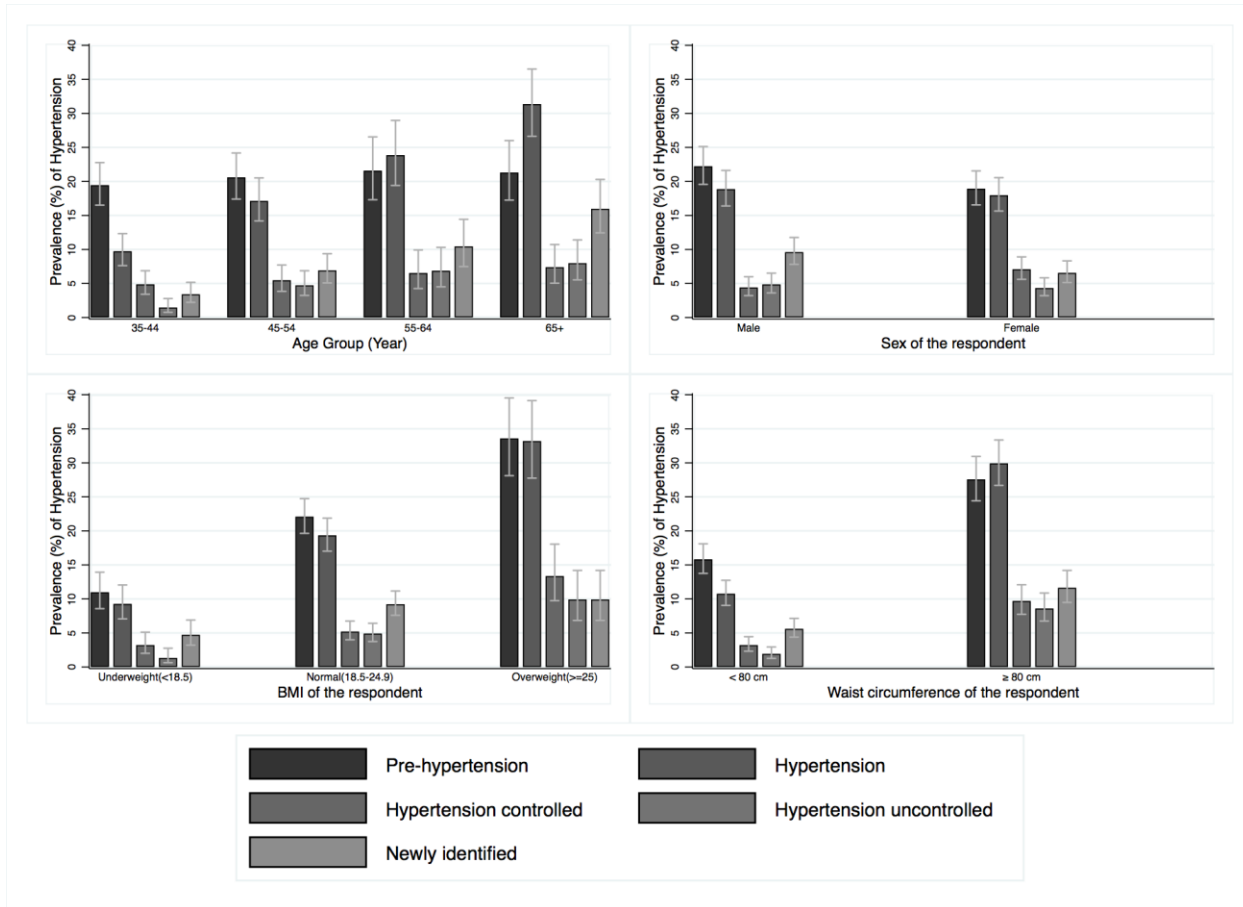 Prevalence (%) of Hypertension
40
35
30
25
20
15
10
5
0
35-44 45-54 55-64 65+
Age Group (Year)
Prevalence (%) of Hypertension
40
35
30
25
20
15
10
5
0
Male Female
Sex of the respondent
Prevalence (%) of Hypertension
40
35
30
25
20
15
10
5
0
Underweight(<18.5) Normal(18.5-24.9) Overweight(>=25)
BMI of the respondent
Prevalence (%) of Hypertension
40
35
30
25
20
15
10
5
0
< 80 cm ≥ 80 cm
Waist circumference of the respondent
Pre-hypertension Hypertension
Hypertension controlled Hypertension uncontrolled
Newly identified